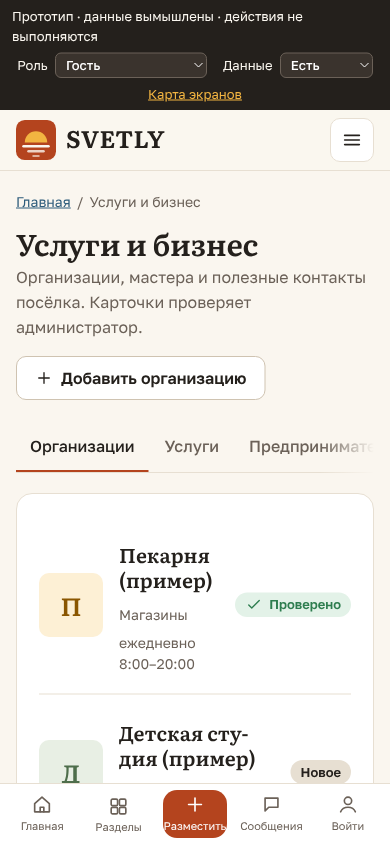 Прототип · данные вымышлены · действия не
выполняются
Роль Гость Данные Есть
Карта экранов
SVETLY
Главная / Услуги и бизнес
Услуги и бизнес
Организации, мастера и полезные контакты
посёлка. Карточки проверяет
администратор.
+ Добавить организацию
Организации Услуги Предпринимате
П
Пекарня
(пример)
Магазины
ежедневно
8:00–20:00
Проверено
Д
Детская сту-
дия (пример)
Новое
Главная Разделы Разместить Сообщения Войти